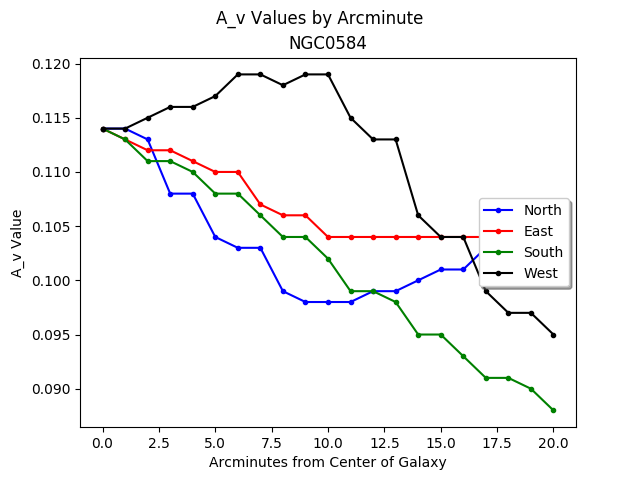 A_v Values by Arcminute
NGC0584
0.120
0.115
0.110
0.105
0.100
0.095
0.090
A_v Value
North
East
South
West
0.0 2.5 5.0 7.5 10.0 12.5 15.0 17.5 20.0
Arcminutes from Center of Galaxy